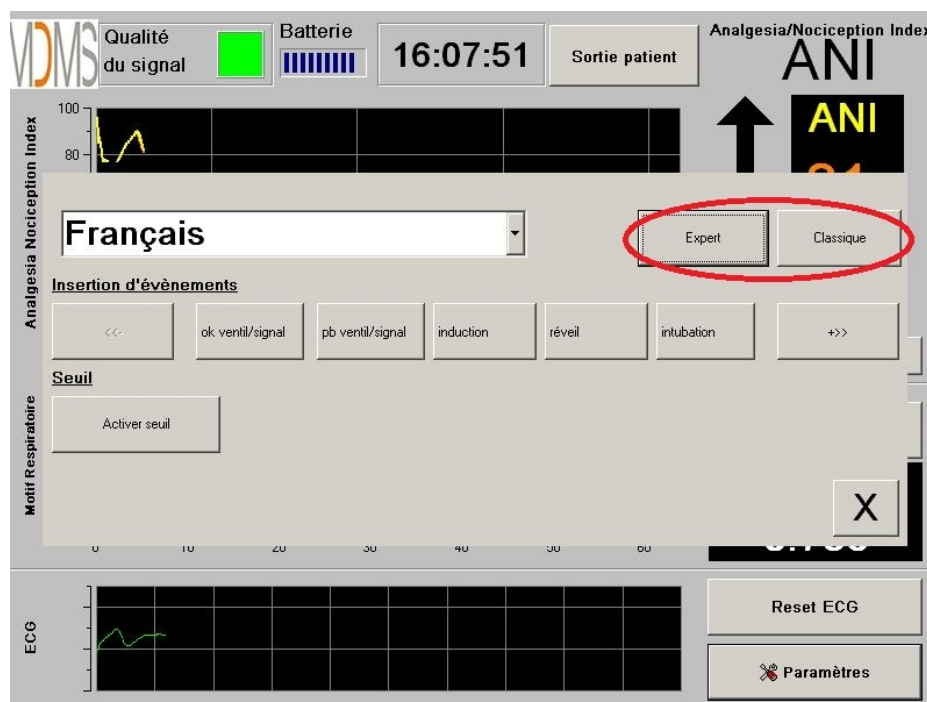 MDMS
Qualité
du signal
Batterie
16:07:51
Sortie patient
Analgesia/Nociception Index
ANI
ANI
100
80
Analgesia Nociception Index
Français
Expert
Classique
Insertion d'évènements
<<-
ok ventil/signal
pb ventil/signal
induction
réveil
intubation
+>>
Seuil
Activer seuil
Motif Respiratoire
X
0 10 20 30 40 50 60
ECG
Reset ECG
Paramètres